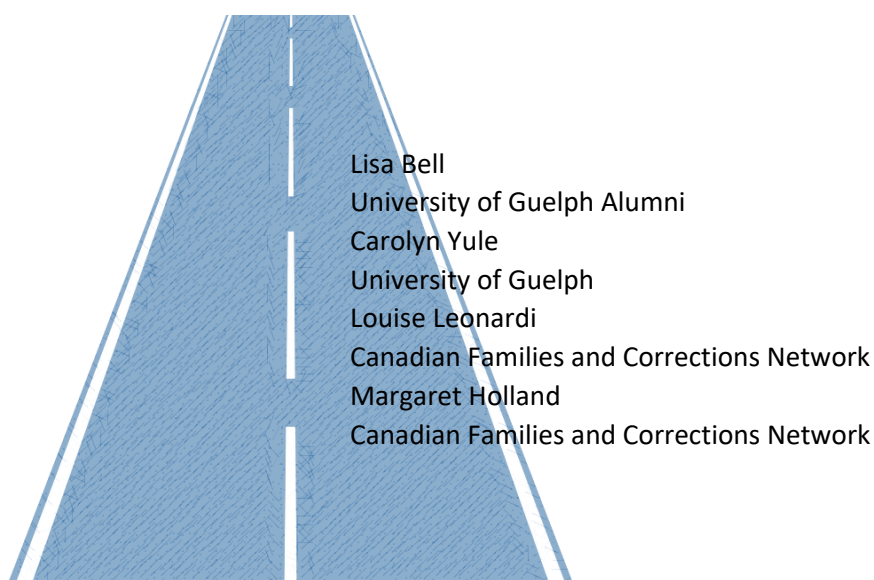 Lisa Bell
University of Guelph Alumni
Carolyn Yule
University of Guelph
Louise Leonardi
Canadian Families and Corrections Network
Margaret Holland
Canadian Families and Corrections Network